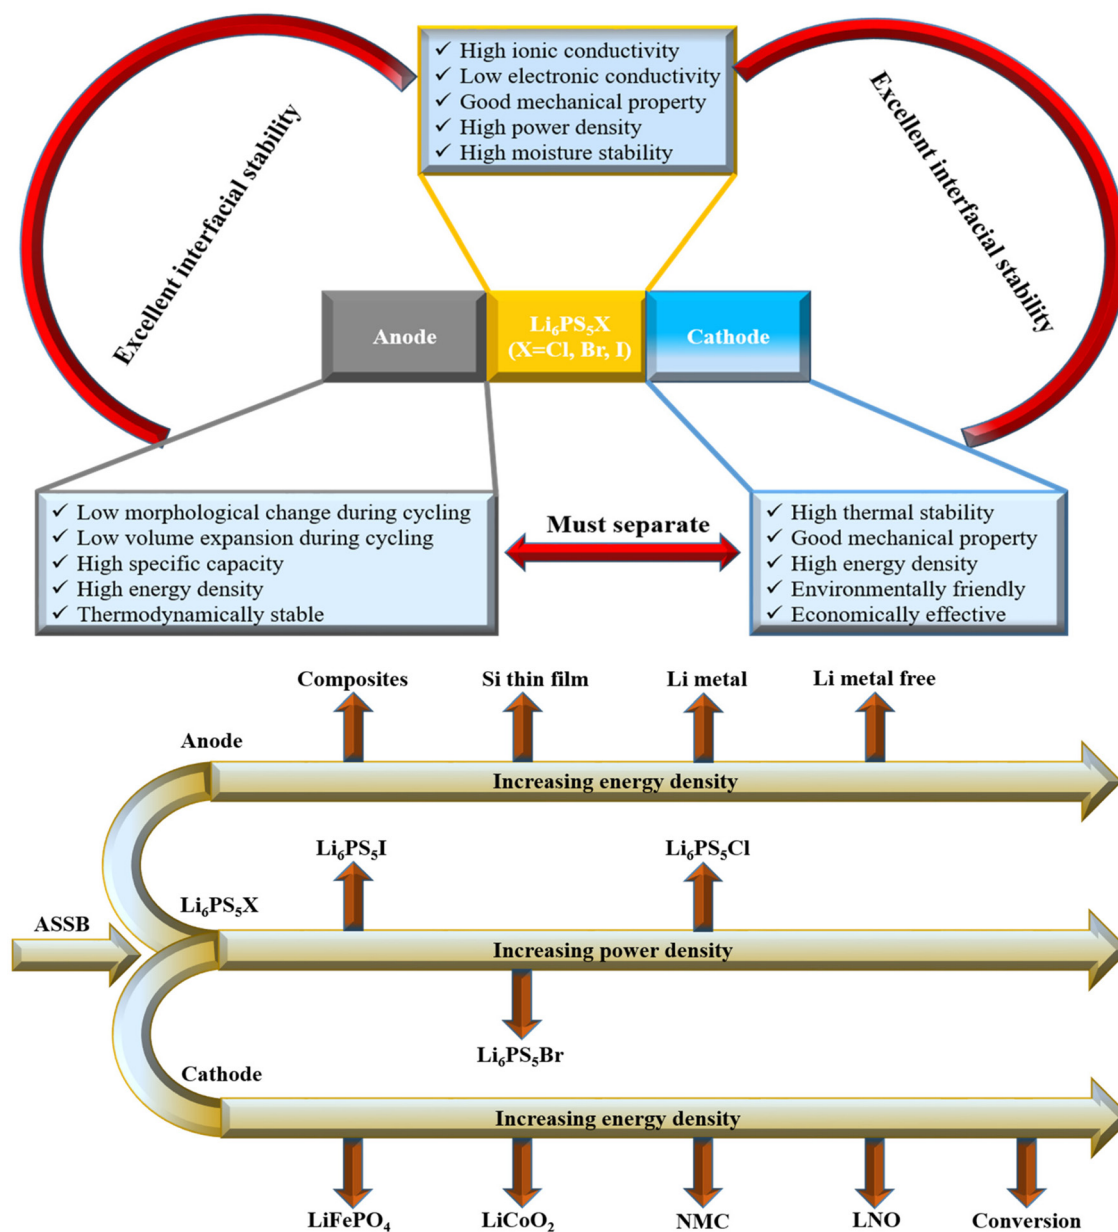 ✓ High ionic conductivity
✓ Low electronic conductivity
✓ Good mechanical property
✓ High power density
✓ High moisture stability
Excellent interfacial stability
Excellent interfacial stability
Anode
Li₆PS₅X
(X=Cl, Br, I)
Cathode
✓ Low morphological change during cycling
✓ Low volume expansion during cycling
✓ High specific capacity
✓ High energy density
✓ Thermodynamically stable
Must separate
✓ High thermal stability
✓ Good mechanical property
✓ High energy density
✓ Environmentally friendly
✓ Economically effective
Composites
Si thin film
Li metal
Li metal free
Anode
Increasing energy density
Li₆PS₅I
Li₆PS₅Cl
Li₆PS₅X
ASSB
Increasing power density
Li₆PS₅Br
Cathode
Increasing energy density
LiFePO₄
LiCoO₂
NMC
LNO
Conversion